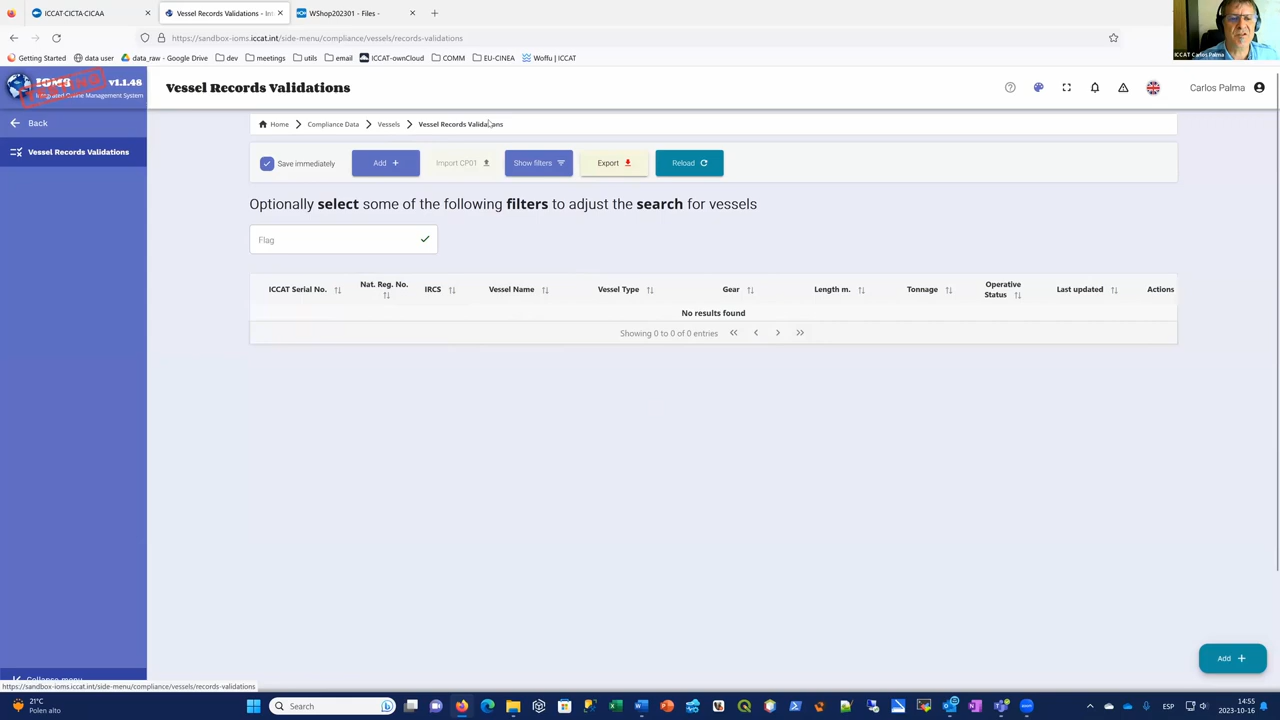 ICCAT·CICTA·CICAA
Vessel Records Validations - Int
WShop202301 - Files -
https://sandbox-ioms.iccat.int/side-menu/compliance/vessels/records-validations
Getting Started
data user
data_raw - Google Drive
dev
meetings
utils
email
ICCAT-ownCloud
COMM
EU-CINEA
Woffu | ICCAT
ICCAT Carlos Palma
IOMS
v1.1.48
Integrated Online Management System
Vessel Records Validations
Carlos Palma
Back
Vessel Records Validations
Home
Compliance Data
Vessels
Vessel Records Validations
Save immediately
Add
Import CP01
Show filters
Export
Reload
Optionally select some of the following filters to adjust the search for vessels
Flag
ICCAT Serial No.
Nat. Reg. No.
IRCS
Vessel Name
Vessel Type
Gear
Length m.
Tonnage
Operative Status
Last updated
Actions
No results found
Showing 0 to 0 of 0 entries
Add
Collapse menu
https://sandbox-ioms.iccat.int/side-menu/compliance/vessels/records-validations
21°C
Polen alto
Search
ESP
14:55
2023-10-16